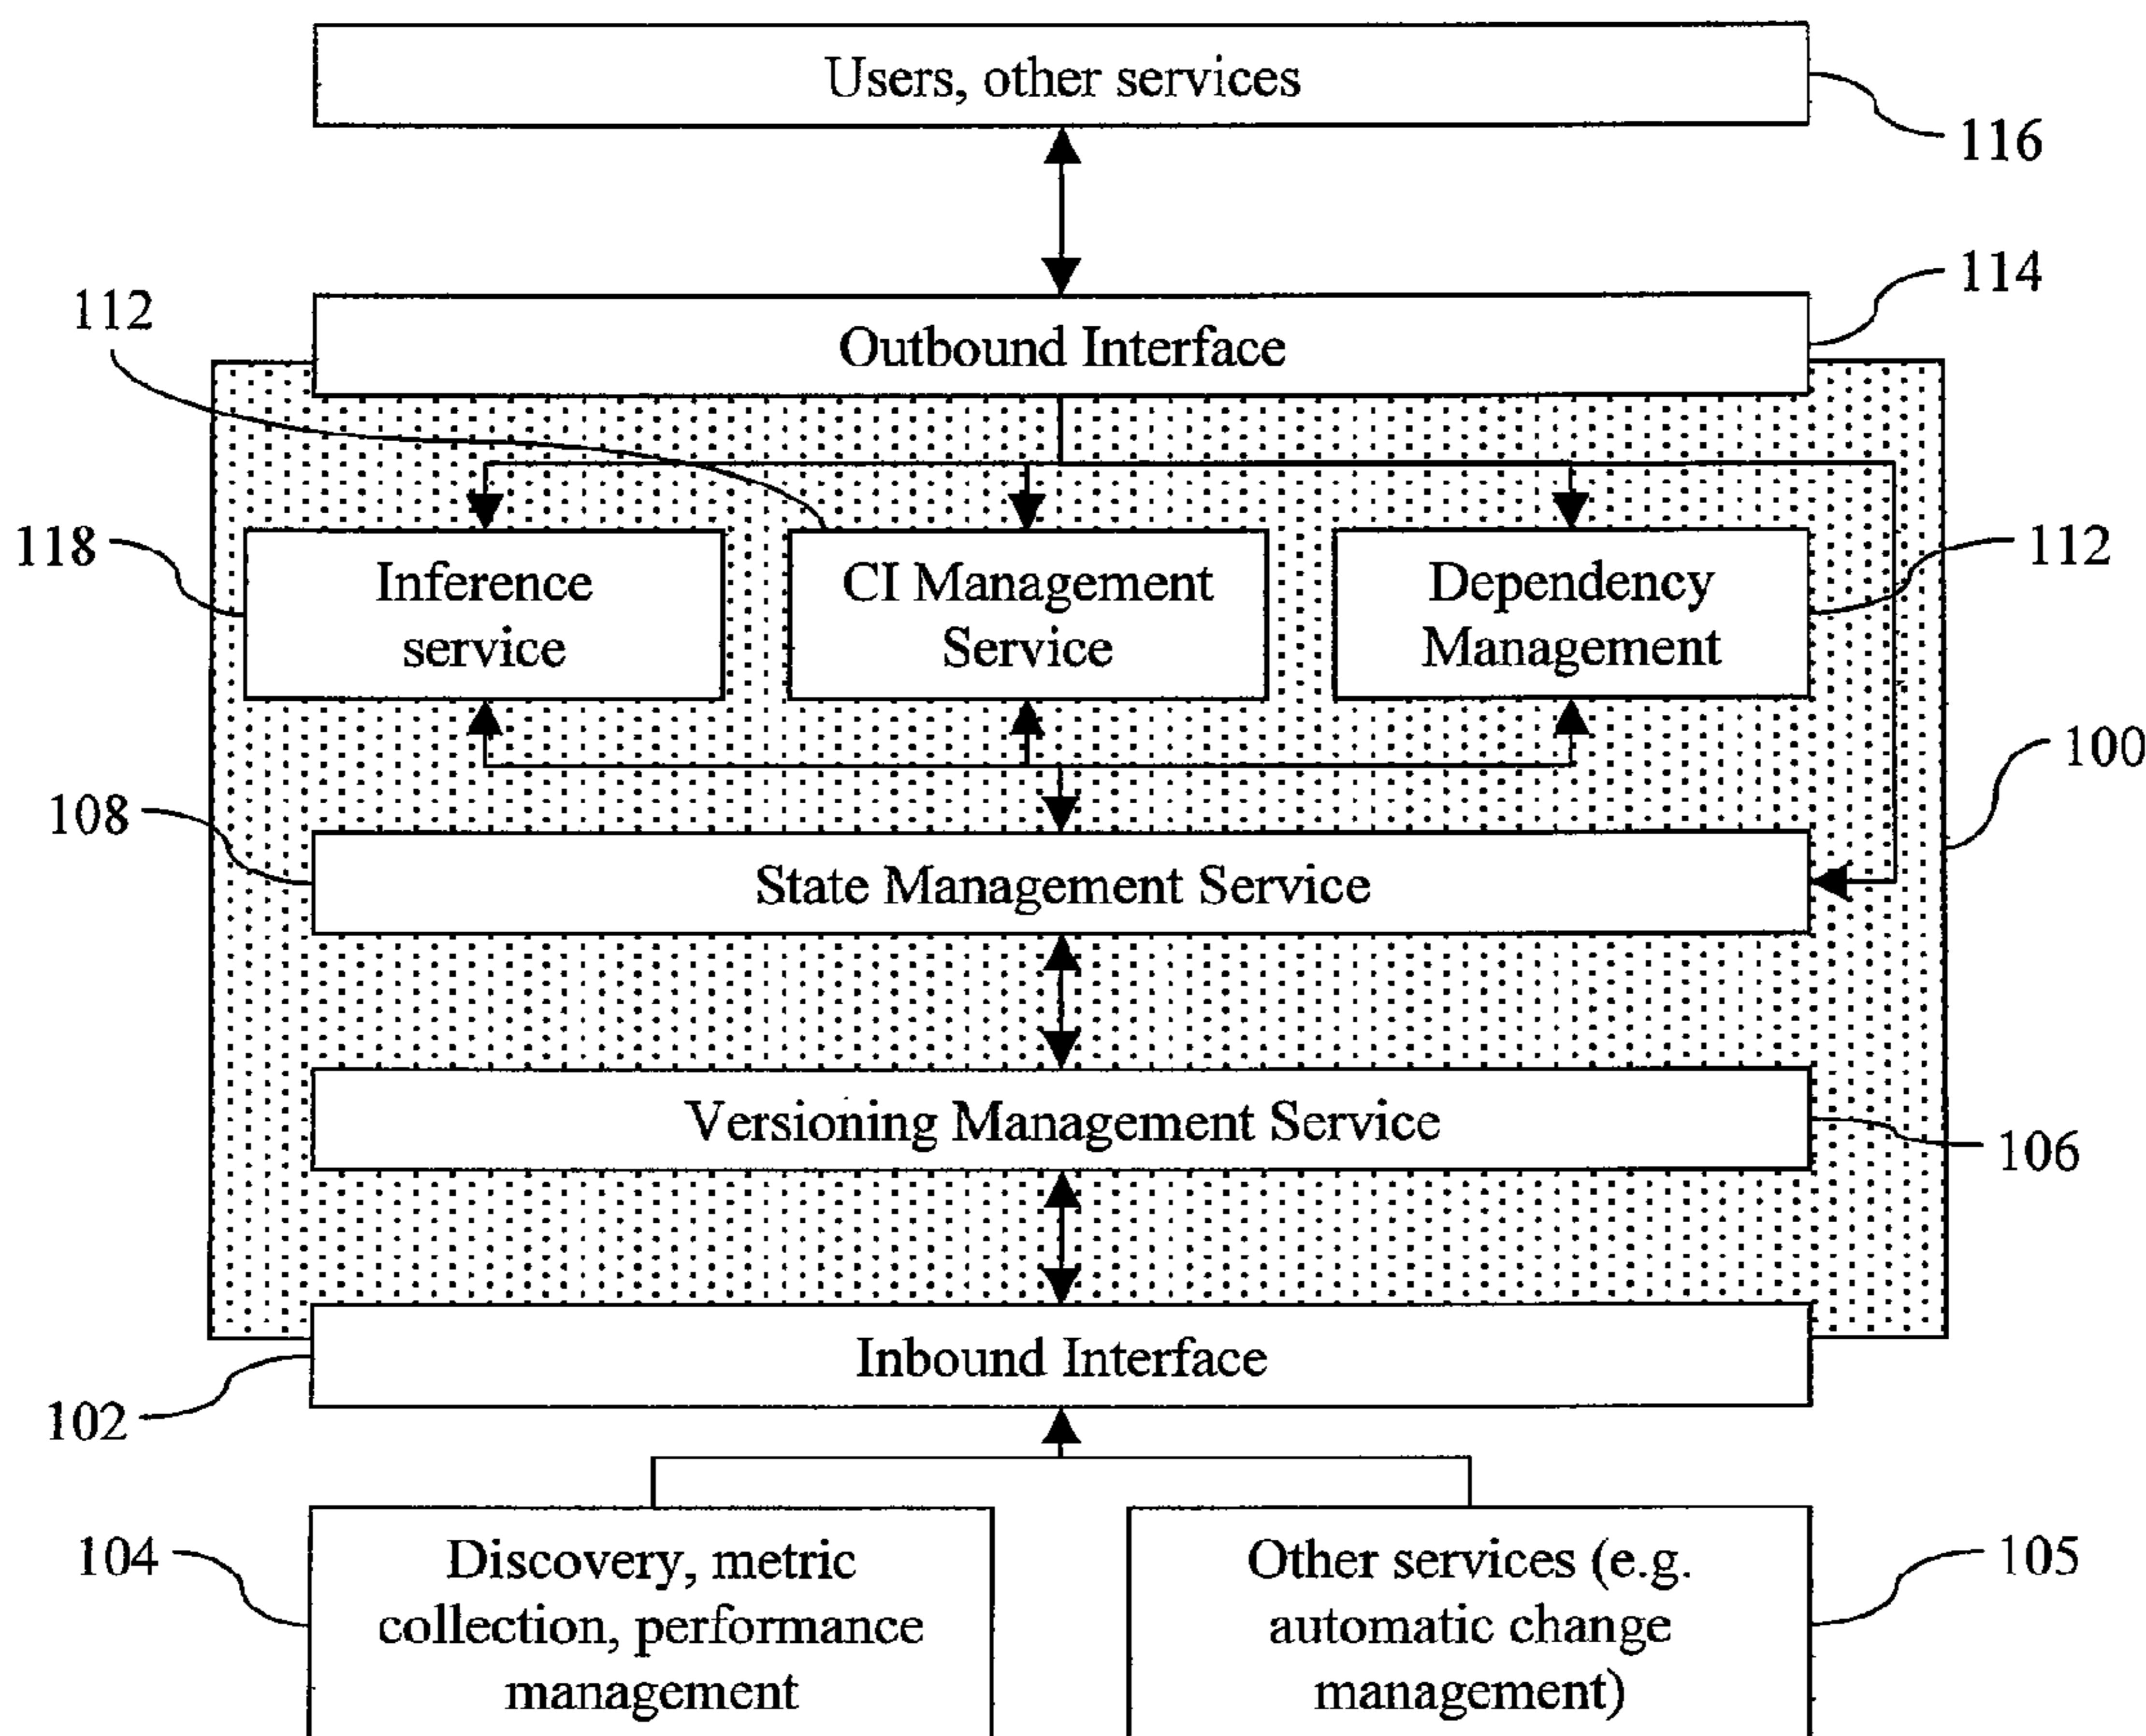 Users, other services
116
114
112
Outbound Interface
118
Inference
service
CI Management
Service
Dependency
Management
112
100
108
State Management Service
Versioning Management Service
106
Inbound Interface
102
104
Discovery, metric
collection, performance
management
Other services (e.g.
automatic change
management)
105